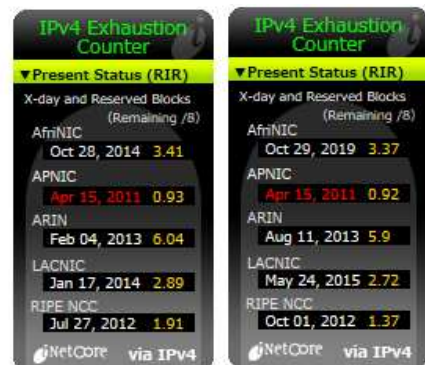 IPv4 Exhaustion
Counter
▼Present Status (RIR)
X-day and Reserved Blocks
(Remaining /8)
AfriNIC
Oct 28, 2014 3.41
APNIC
Apr 15, 2011 0.93
ARIN
Feb 04, 2013 6.04
LACNIC
Jan 17, 2014 2.89
RIPE NCC
Jul 27, 2012 1.91
iNetCore via IPv4
IPv4 Exhaustion
Counter
▼Present Status (RIR)
X-day and Reserved Blocks
(Remaining /8)
AfriNIC
Oct 29, 2019 3.37
APNIC
Apr 15, 2011 0.92
ARIN
Aug 11, 2013 5.9
LACNIC
May 24, 2015 2.72
RIPE NCC
Oct 01, 2012 1.37
iNetCore via IPv4